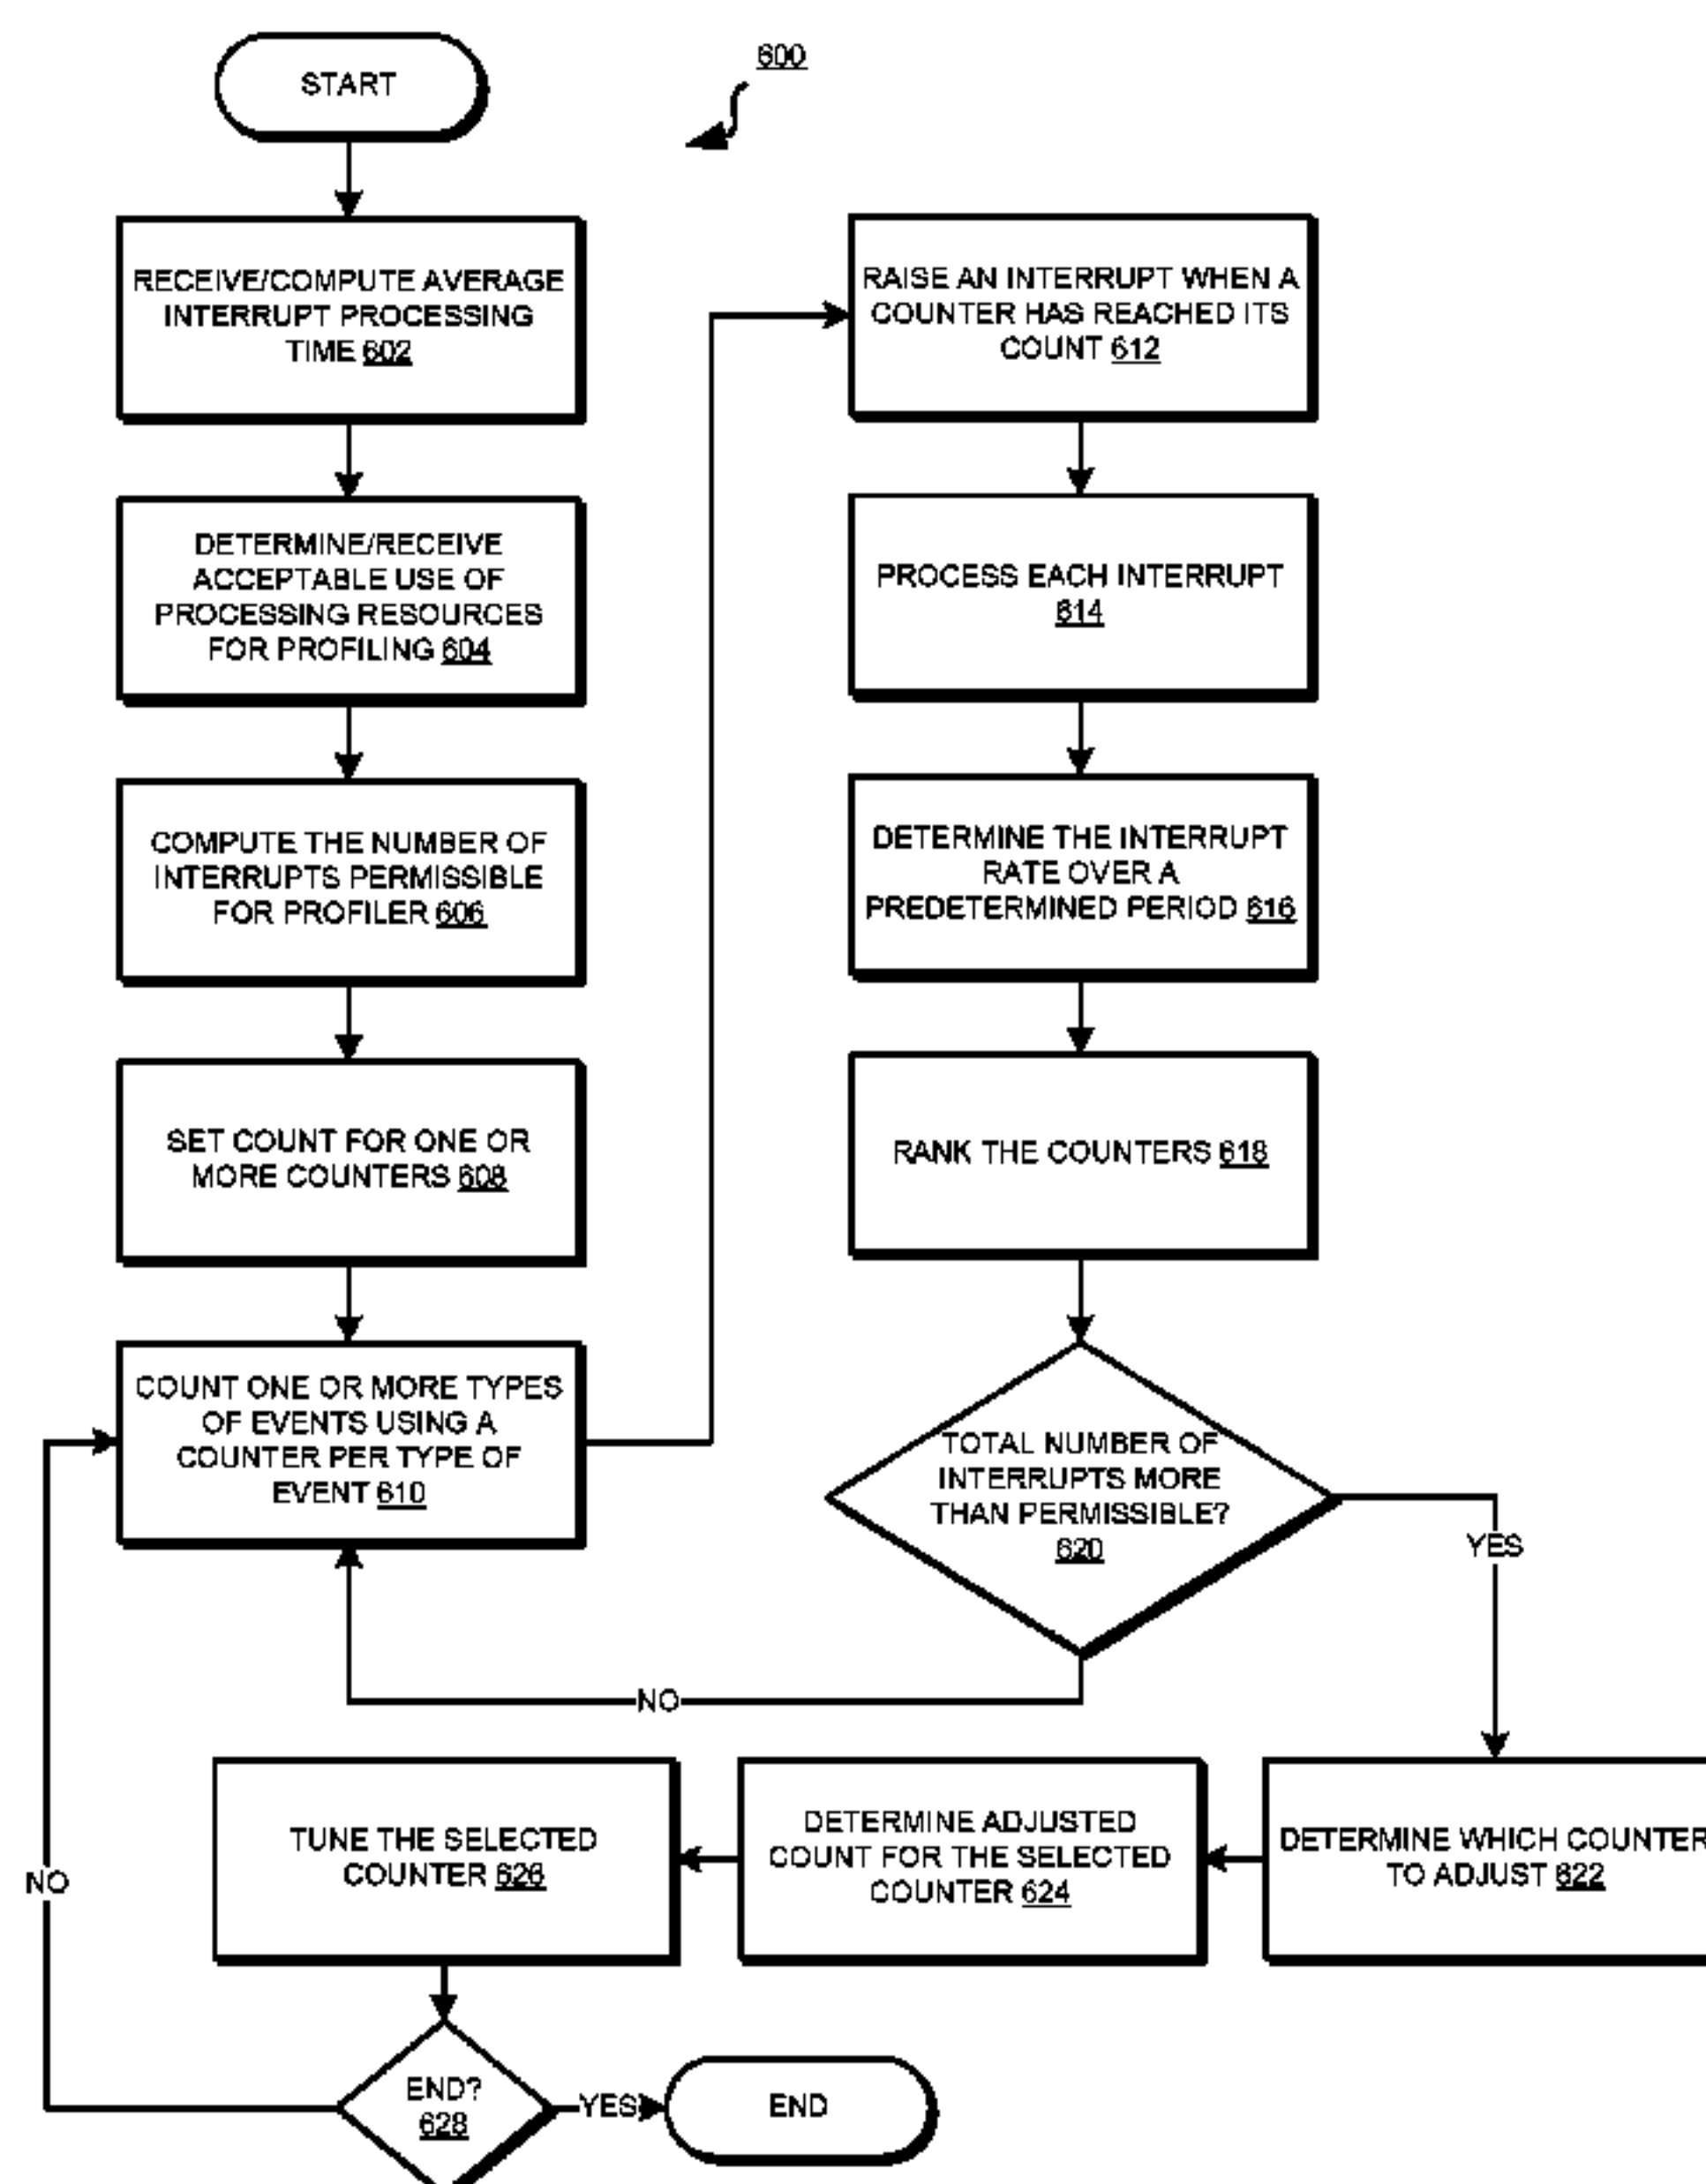 START
600
RECEIVE/COMPUTE AVERAGE
INTERRUPT PROCESSING
TIME 602
DETERMINE/RECEIVE
ACCEPTABLE USE OF
PROCESSING RESOURCES
FOR PROFILING 604
COMPUTE THE NUMBER OF
INTERRUPTS PERMISSIBLE
FOR PROFILER 606
SET COUNT FOR ONE OR
MORE COUNTERS 608
COUNT ONE OR MORE TYPES
OF EVENTS USING A
COUNTER PER TYPE OF
EVENT 610
RAISE AN INTERRUPT WHEN A
COUNTER HAS REACHED ITS
COUNT 612
PROCESS EACH INTERRUPT
614
DETERMINE THE INTERRUPT
RATE OVER A
PREDETERMINED PERIOD 616
RANK THE COUNTERS 618
TOTAL NUMBER OF
INTERRUPTS MORE
THAN PERMISSIBLE?
620
YES
NO
DETERMINE WHICH COUNTER
TO ADJUST 622
DETERMINE ADJUSTED
COUNT FOR THE SELECTED
COUNTER 624
TUNE THE SELECTED
COUNTER 626
NO
END?
628
YES
END